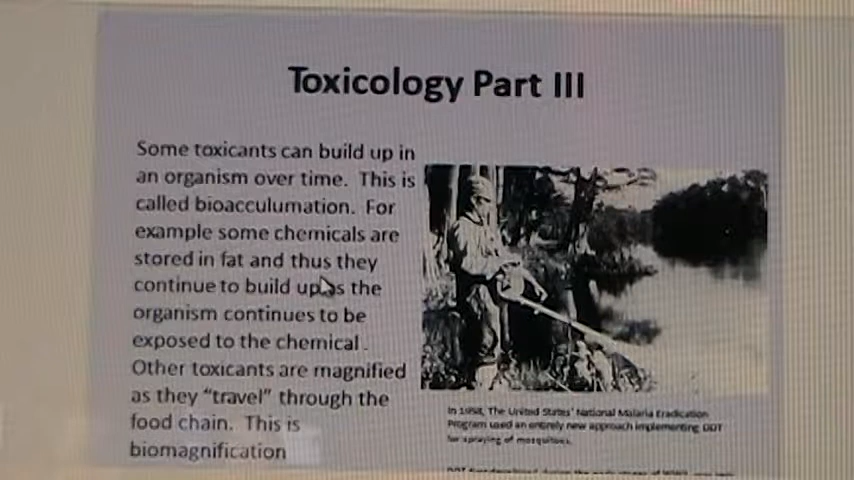 Toxicology Part III
Some toxicants can build up in
an organism over time. This is
called bioacculumation. For
example some chemicals are
stored in fat and thus they
continue to build up as the
organism continues to be
exposed to the chemical.
Other toxicants are magnified
as they “travel” through the
food chain. This is
biomagnification
In 1958, The United States' National Malaria Eradication
Program used an entirely new approach implementing DDT
for spraying of mosquitoes.